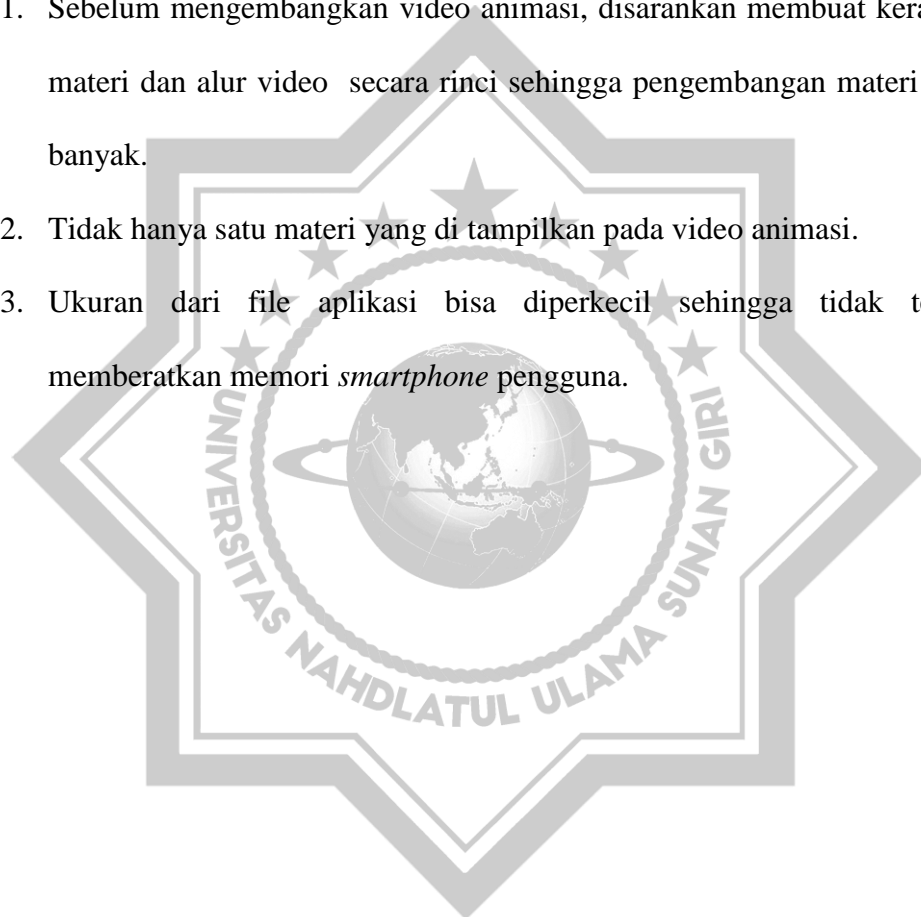 1. Sebelum mengembangkan video animasi, disarankan membuat
materi dan alur video secara rinci sehingga pengembangan materi
banyak.
2. Tidak hanya satu materi yang di tampilkan pada video animasi.
3. Ukuran dari file aplikasi bisa diperkecil sehingga tidak
memberatkan memori smartphone pengguna.
UNIVERSITAS NAHDLATUL ULAMA SUNAN GIRI